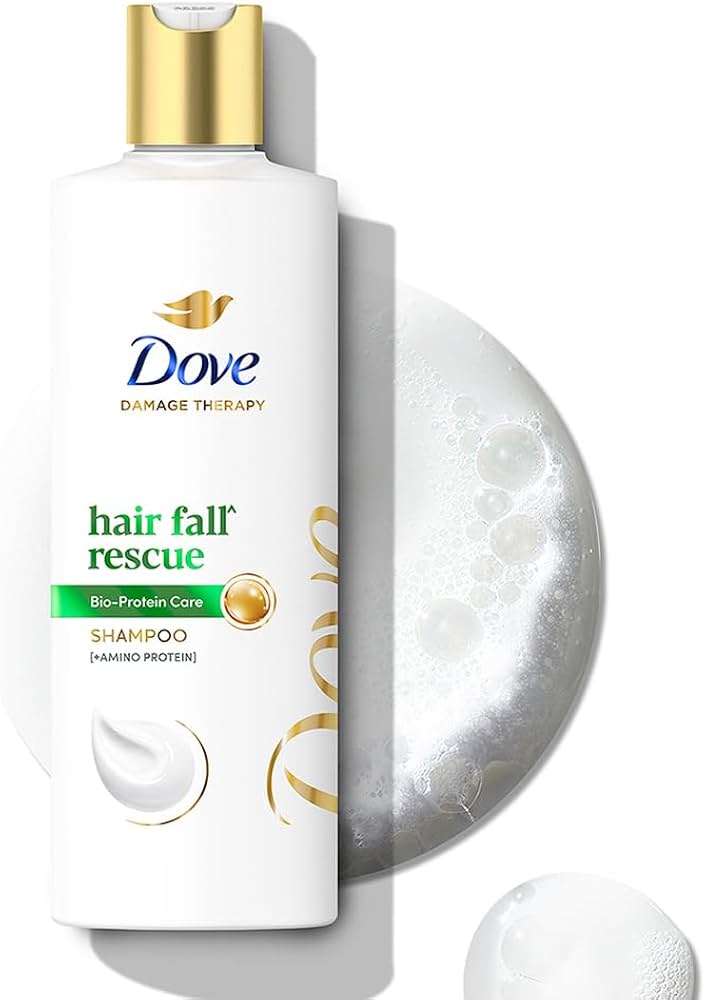 Dove
DAMAGE THERAPY
hair fall^
rescue
Bio-Protein Care
SHAMPOO
[+AMINO PROTEIN]
Dove